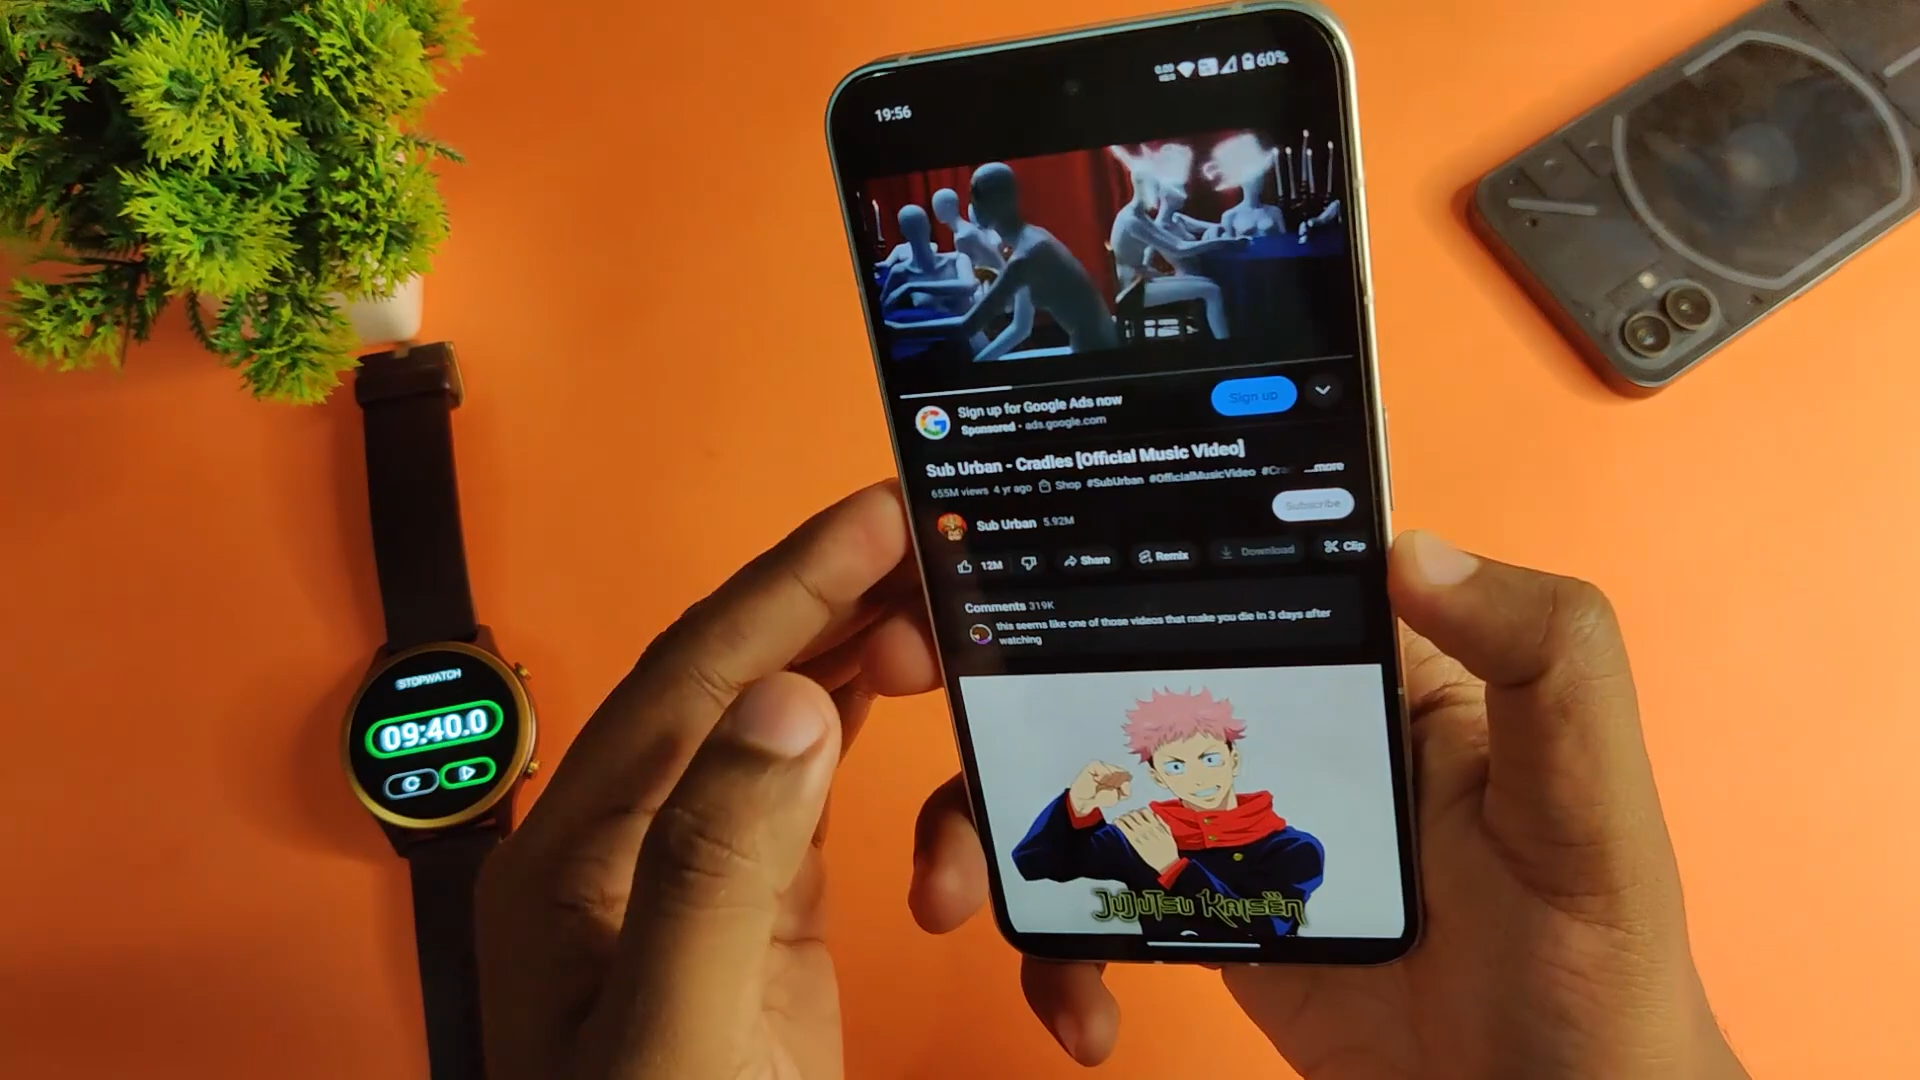 19:56
60%
Sign up for Google Ads now
Sponsored • ads.google.com
Sign up
Sub Urban - Cradles [Official Music Video]
655M views 4 yr ago Shop #SubUrban #OfficialMusicVideo #Cra ...more
Sub Urban 5.92M
Subscribe
12M Share Remix Download Clip
Comments 319K
this seems like one of those videos that make you die in 3 days after
watching
JUJUTSU KAISEN
STOPWATCH
09:40.0